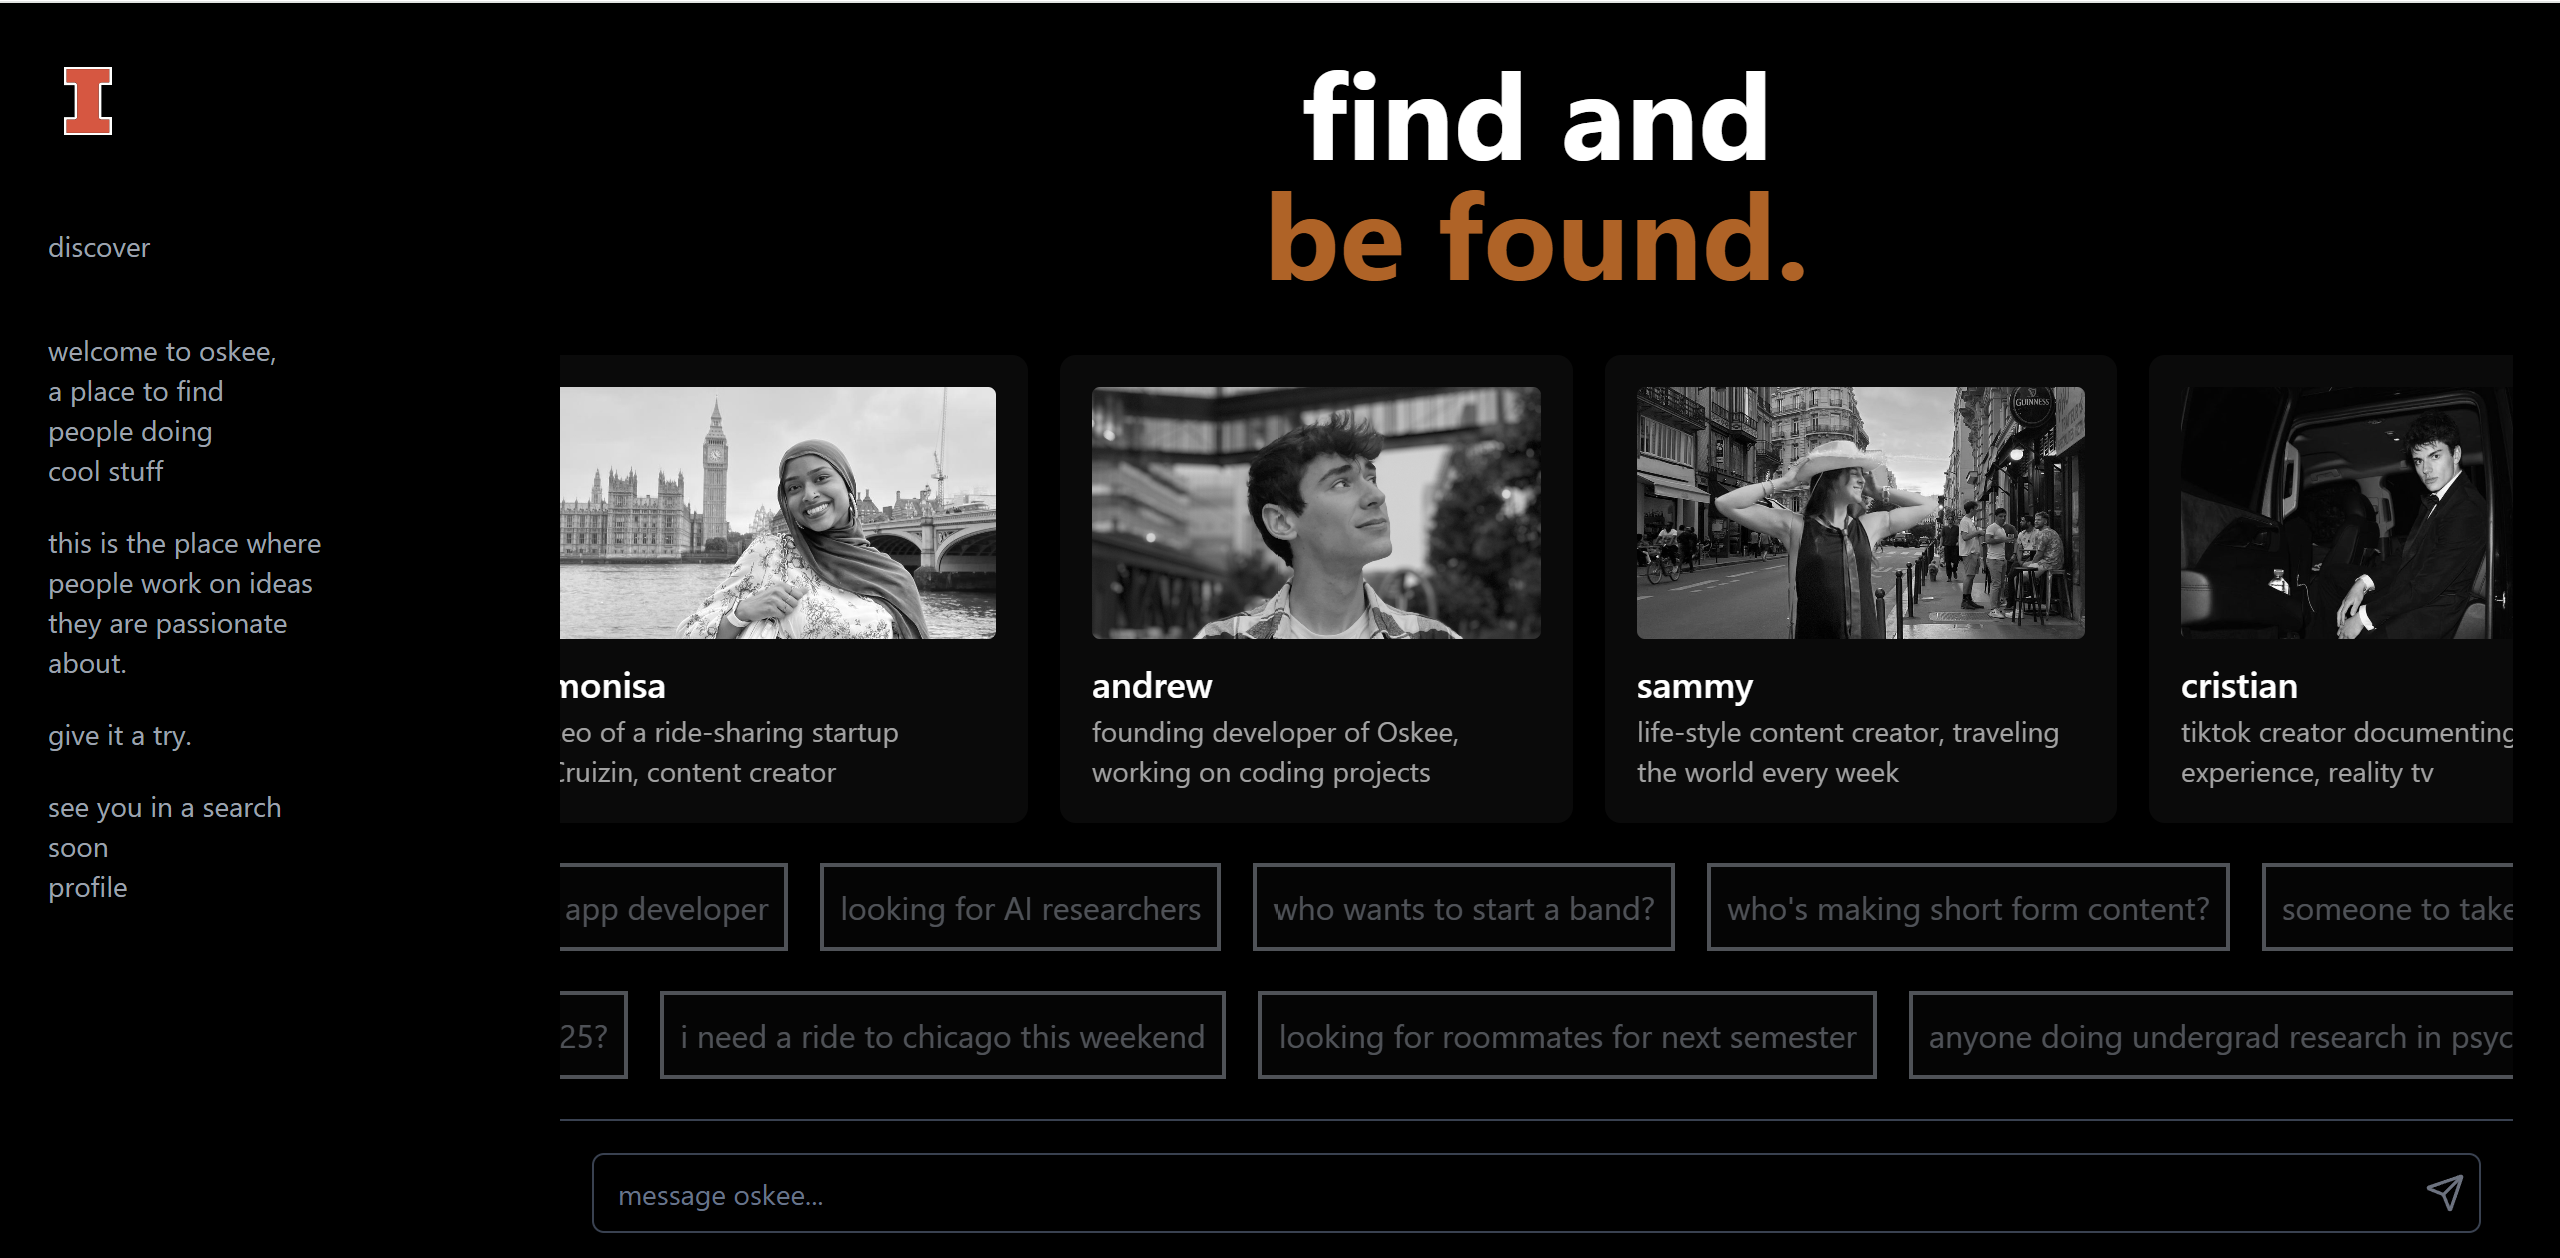 I
find and
be found.
discover
welcome to oskee,
a place to find
people doing
cool stuff
this is the place where
people work on ideas
they are passionate
about.
give it a try.
see you in a search
soon
profile
GUINNESS
monisa
eo of a ride-sharing startup
Cruizin, content creator
andrew
founding developer of Oskee,
working on coding projects
sammy
life-style content creator, traveling
the world every week
cristian
tiktok creator documenting
experience, reality tv
app developer
looking for AI researchers
who wants to start a band?
who's making short form content?
someone to take
25?
i need a ride to chicago this weekend
looking for roommates for next semester
anyone doing undergrad research in psyc
message oskee...